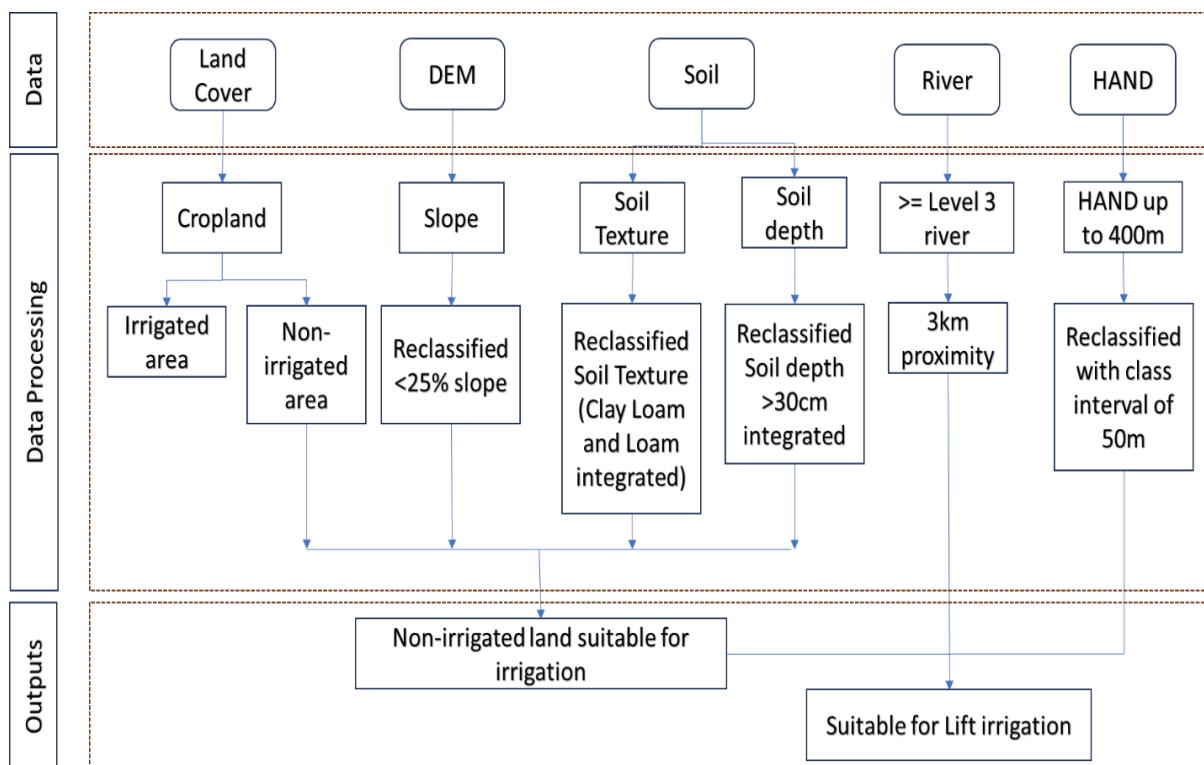 Data
Land
Cover
DEM
Soil
River
HAND
Data Processing
Cropland
Slope
Soil
Texture
Soil
depth
>= Level 3
river
HAND up
to 400m
Irrigated
area
Non-
irrigated
area
Reclassified
<25% slope
Reclassified
Soil Texture
(Clay Loam
and Loam
integrated)
Reclassified
Soil depth
>30cm
integrated
3km
proximity
Reclassified
with class
interval of
50m
Outputs
Non-irrigated land suitable for
irrigation
Suitable for Lift irrigation